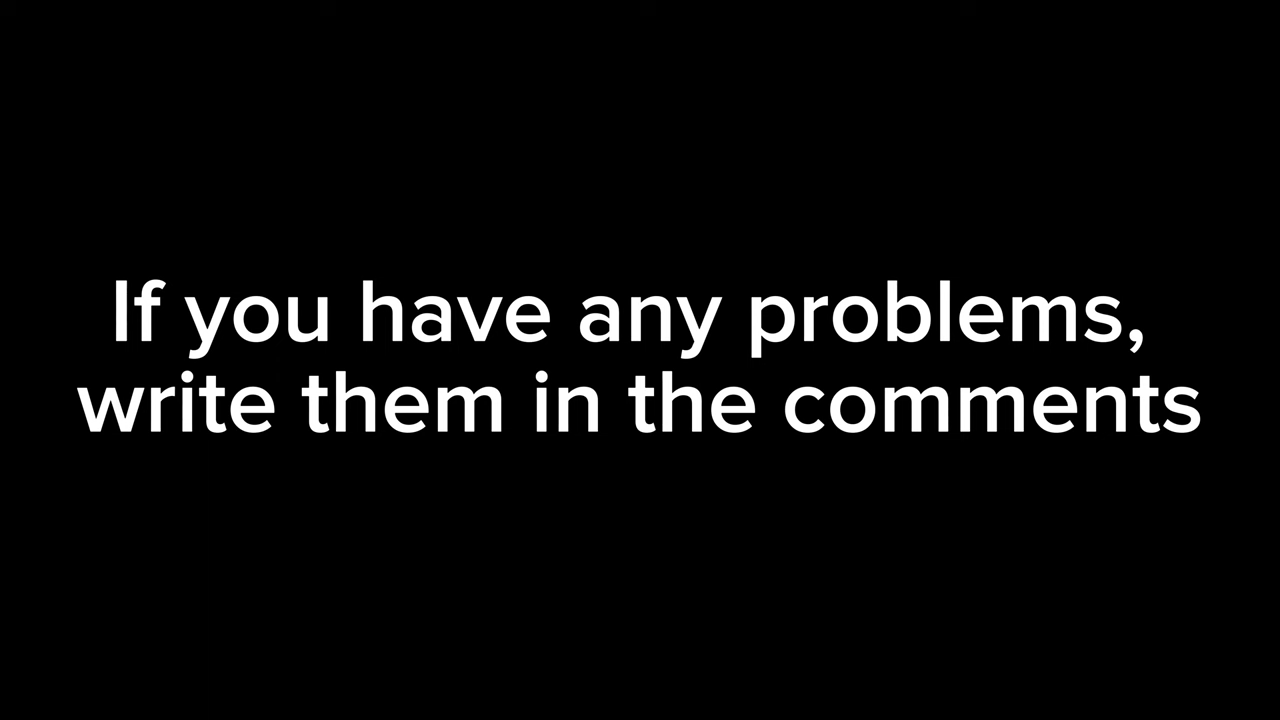 If you have any problems,
write them in the comments